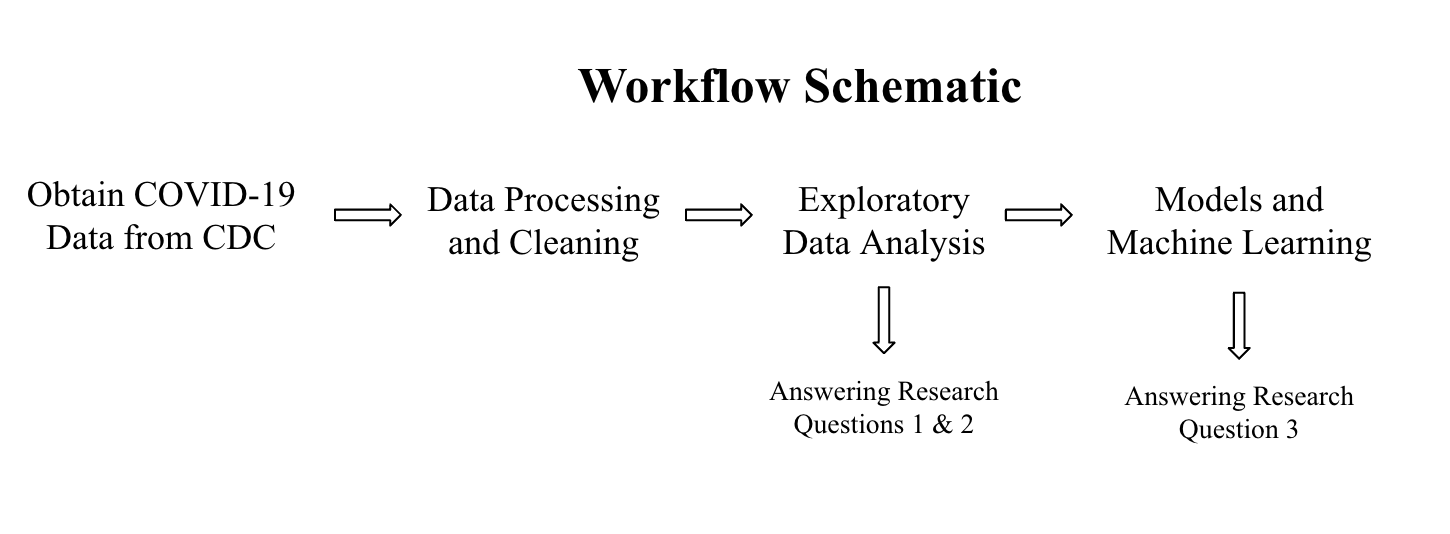 Workflow Schematic
Obtain COVID-19
Data from CDC
Data Processing
and Cleaning
Exploratory
Data Analysis
Models and
Machine Learning
Answering Research
Questions 1 & 2
Answering Research
Question 3